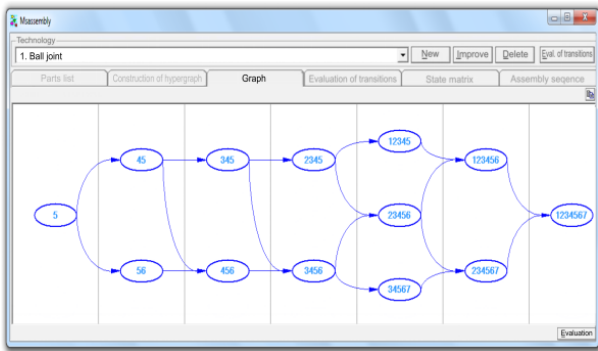 Msassembly
Technology
1. Ball joint
New Improve Delete Eval. of transitions
Parts list Construction of hypergraph Graph Evaluation of transitions State matrix Assembly seqence
12345
45 345 2345 123456
5 23456 1234567
56 456 3456 234567
34567
Evaluation